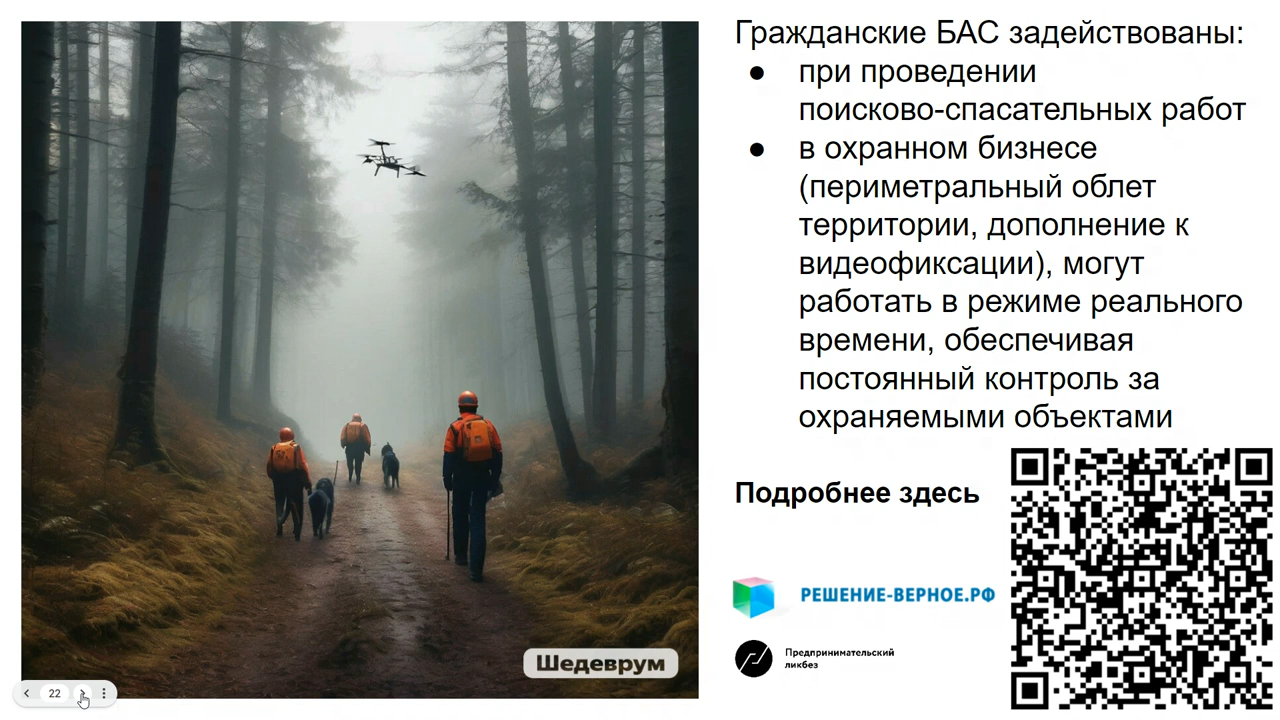 Гражданские БАС задействованы:
● при проведении
поисково-спасательных работ
● в охранном бизнесе
(периметральный облет
территории, дополнение к
видеофиксации), могут
работать в режиме реального
времени, обеспечивая
постоянный контроль за
охраняемыми объектами
Подробнее здесь
РЕШЕНИЕ-ВЕРНОЕ.РФ
Предпринимательский
ликбез
Шедеврум
22